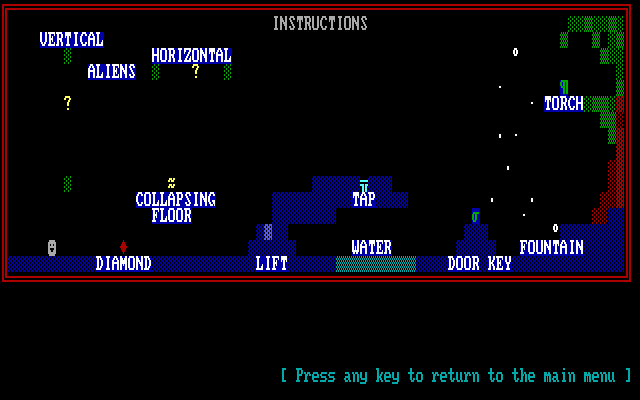 INSTRUCTIONS
VERTICAL
HORIZONTAL
ALIENS
?
?
TORCH
COLLAPSING
FLOOR
TAP
WATER
FOUNTAIN
DIAMOND
LIFT
DOOR KEY
[ Press any key to return to the main menu ]